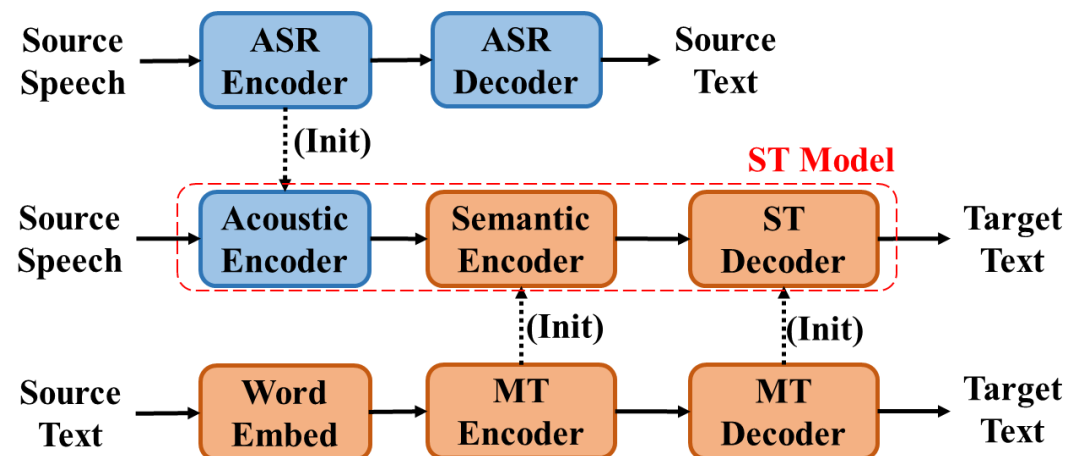 Source
Speech
ASR
Encoder
ASR
Decoder
Source
Text
(Init)
ST Model
Source
Speech
Acoustic
Encoder
Semantic
Encoder
ST
Decoder
Target
Text
(Init)
(Init)
Source
Text
Word
Embed
MT
Encoder
MT
Decoder
Target
Text